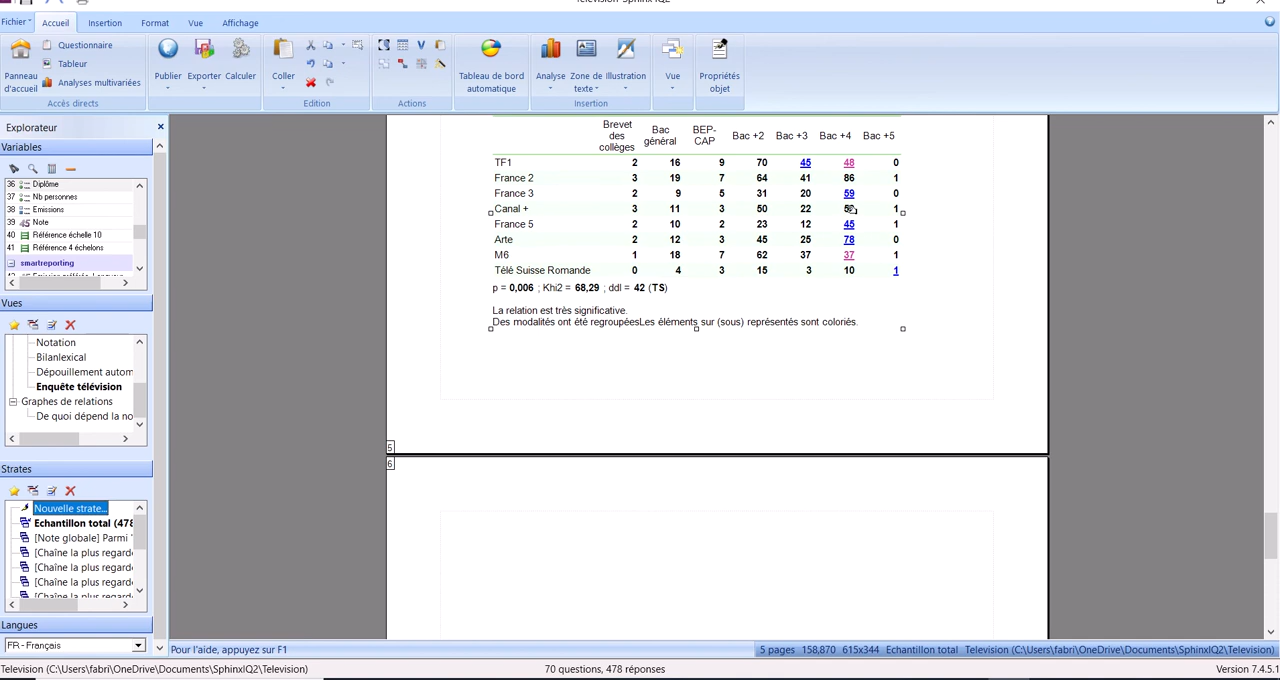 Télévision-Sphinx iQ2
Fichier Accueil Insertion Format Vue Affichage
Panneau d'accueil
Questionnaire
Tableur
Analyses multivariées
Accès directs
Publier Exporter Calculer
Coller
Edition
Actions
Tableau de bord automatique
Analyse Zone de texte Illustration
Insertion
Vue
Propriétés objet
Explorateur
Variables
36 Diplôme
37 Nb personnes
38 Emissions
39 Note
40 Référence échelle 10
41 Référence 4 échelons
smartreporting
Vues
Notation
Bilanlexical
Dépouillement autom
Enquête télévision
Graphes de relations
De quoi dépend la no
Strates
Nouvelle strate...
Echantillon total (478
[Note globale] Parmi
[Chaîne la plus regard
[Chaîne la plus regard
[Chaîne la plus regard
[Chaîne la plus regard
Langues
FR - Français
Brevet des collèges Bac général BEP-CAP Bac +2 Bac +3 Bac +4 Bac +5
TF1 2 16 9 70 45 48 0
France 2 3 19 7 64 41 86 1
France 3 2 9 5 31 20 59 0
Canal + 3 11 3 50 22 1
France 5 2 10 2 23 12 45 1
Arte 2 12 3 45 25 78 0
M6 1 18 7 62 37 37 1
Télé Suisse Romande 0 4 3 15 3 10 1
p = 0,006 ; Khi2 = 68,29 ; ddl = 42 (TS)
La relation est très significative.
Des modalités ont été regroupéesLes éléments sur (sous) représentés sont coloriés.
5
6
Pour l'aide, appuyez sur F1
5 pages 158,870 615x344 Echantillon total Television (C:\Users\fabri\OneDrive\Documents\SphinxIQ2\Television)
Television (C:\Users\fabri\OneDrive\Documents\SphinxIQ2\Television) 70 questions, 478 réponses Version 7.4.5.1